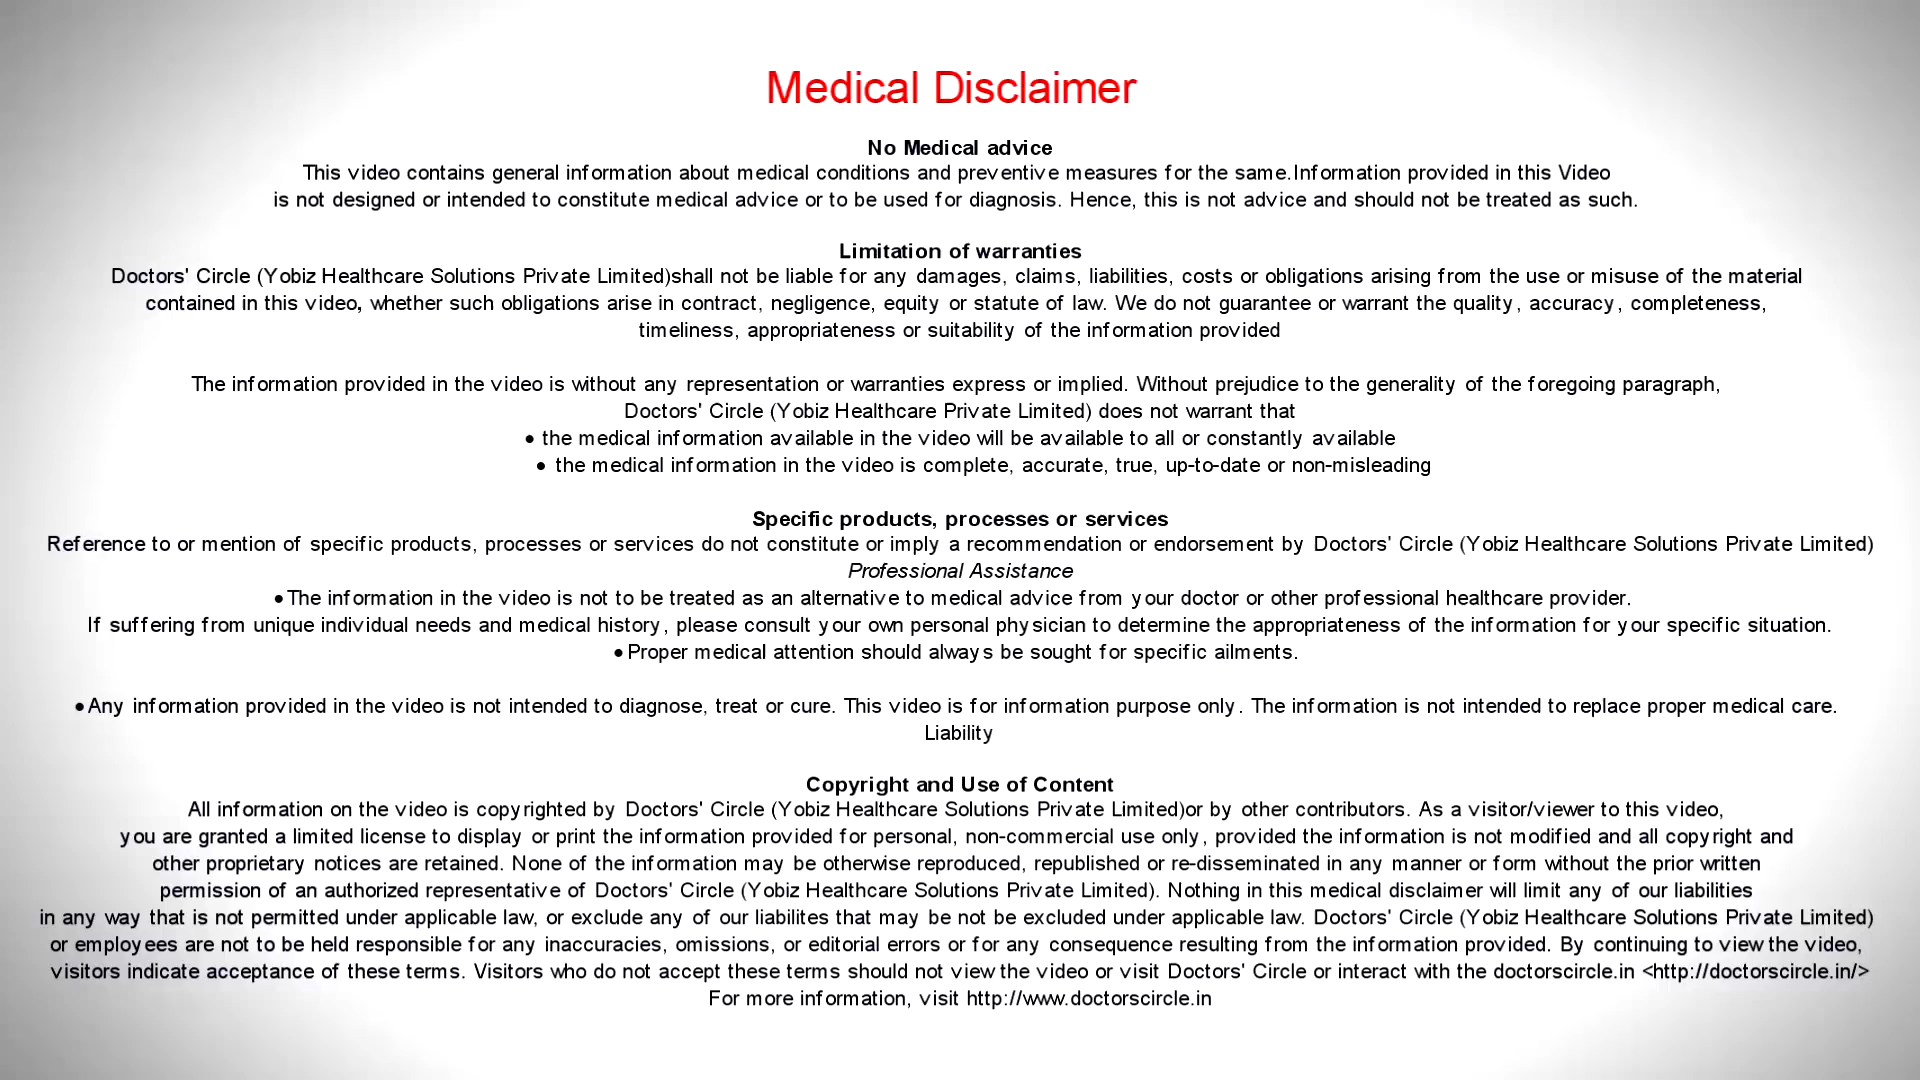 Medical Disclaimer
No Medical advice
This video contains general information about medical conditions and preventive measures for the same.Information provided in this Video
is not designed or intended to constitute medical advice or to be used for diagnosis. Hence, this is not advice and should not be treated as such.
Limitation of warranties
Doctors' Circle (Yobiz Healthcare Solutions Private Limited)shall not be liable for any damages, claims, liabilities, costs or obligations arising from the use or misuse of the material
contained in this video, whether such obligations arise in contract, negligence, equity or statute of law. We do not guarantee or warrant the quality, accuracy, completeness,
timeliness, appropriateness or suitability of the information provided
The information provided in the video is without any representation or warranties express or implied. Without prejudice to the generality of the foregoing paragraph,
Doctors' Circle (Yobiz Healthcare Private Limited) does not warrant that
• the medical information available in the video will be available to all or constantly available
• the medical information in the video is complete, accurate, true, up-to-date or non-misleading
Specific products, processes or services
Reference to or mention of specific products, processes or services do not constitute or imply a recommendation or endorsement by Doctors' Circle (Yobiz Healthcare Solutions Private Limited)
Professional Assistance
•The information in the video is not to be treated as an alternative to medical advice from your doctor or other professional healthcare provider.
If suffering from unique individual needs and medical history, please consult your own personal physician to determine the appropriateness of the information for your specific situation.
•Proper medical attention should always be sought for specific ailments.
•Any information provided in the video is not intended to diagnose, treat or cure. This video is for information purpose only. The information is not intended to replace proper medical care.
Liability
Copyright and Use of Content
All information on the video is copyrighted by Doctors' Circle (Yobiz Healthcare Solutions Private Limited)or by other contributors. As a visitor/viewer to this video,
you are granted a limited license to display or print the information provided for personal, non-commercial use only, provided the information is not modified and all copyright and
other proprietary notices are retained. None of the information may be otherwise reproduced, republished or re-disseminated in any manner or form without the prior written
permission of an authorized representative of Doctors' Circle (Yobiz Healthcare Solutions Private Limited). Nothing in this medical disclaimer will limit any of our liabilities
in any way that is not permitted under applicable law, or exclude any of our liabilites that may be not be excluded under applicable law. Doctors' Circle (Yobiz Healthcare Solutions Private Limited)
or employees are not to be held responsible for any inaccuracies, omissions, or editorial errors or for any consequence resulting from the information provided. By continuing to view the video,
visitors indicate acceptance of these terms. Visitors who do not accept these terms should not view the video or visit Doctors' Circle or interact with the doctorscircle.in <http://doctorscircle.in/>
For more information, visit http://www.doctorscircle.in